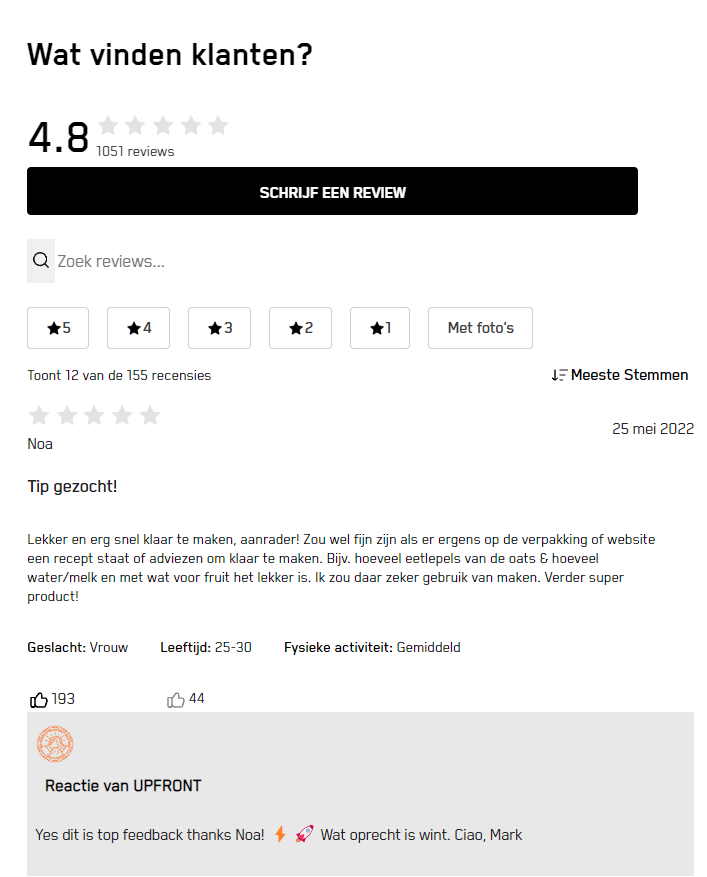 Wat vinden klanten?
4.8
1051 reviews
SCHRIJF EEN REVIEW
Zoek reviews...
5 4 3 2 1 Met foto's
Toont 12 van de 155 recensies Meeste Stemmen
25 mei 2022
Noa
Tip gezocht!
Lekker en erg snel klaar te maken, aanrader! Zou wel fijn zijn als er ergens op de verpakking of website
een recept staat of adviezen om klaar te maken. Bijv. hoeveel eetlepels van de oats & hoeveel
water/melk en met wat voor fruit het lekker is. Ik zou daar zeker gebruik van maken. Verder super
product!
Geslacht: Vrouw Leeftijd: 25-30 Fysieke activiteit: Gemiddeld
193 44
Reactie van UPFRONT
Yes dit is top feedback thanks Noa! ⚡ 🚀 Wat oprecht is wint. Ciao, Mark